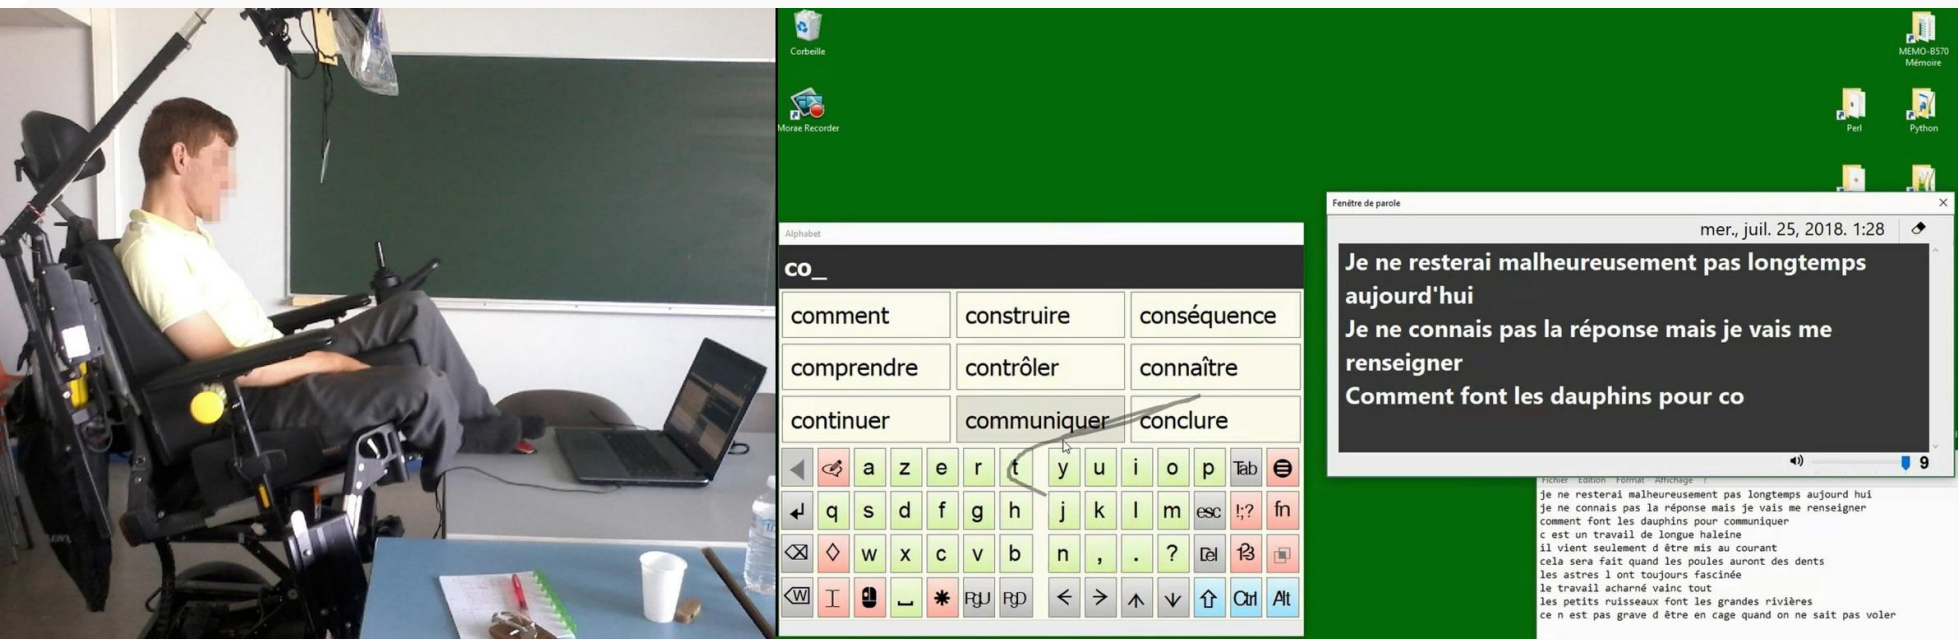 Corbeille
Morae Recorder
MEMO-B570
Mémoire
Perl
Python
Alphabet
co_
comment construire conséquence
comprendre contrôler connaître
continuer communiquer conclure
a z e r t y u i o p Tab
q s d f g h j k l m esc !;? fn
w x c v b n , . ? Del 123
W PgU PgD Ctrl Alt
Fenêtre de parole
mer., juil. 25, 2018. 1:28
Je ne resterai malheureusement pas longtemps
aujourd'hui
Je ne connais pas la réponse mais je vais me
renseigner
Comment font les dauphins pour co
9
Fichier Edition Format Affichage ?
je ne resterai malheureusement pas longtemps aujourd hui
je ne connais pas la réponse mais je vais me renseigner
comment font les dauphins pour communiquer
c est un travail de longue haleine
il vient seulement d être mis au courant
cela sera fait quand les poules auront des dents
les astres l ont toujours fascinée
le travail acharné vainc tout
les petits ruisseaux font les grandes rivières
ce n est pas grave d être en cage quand on ne sait pas voler